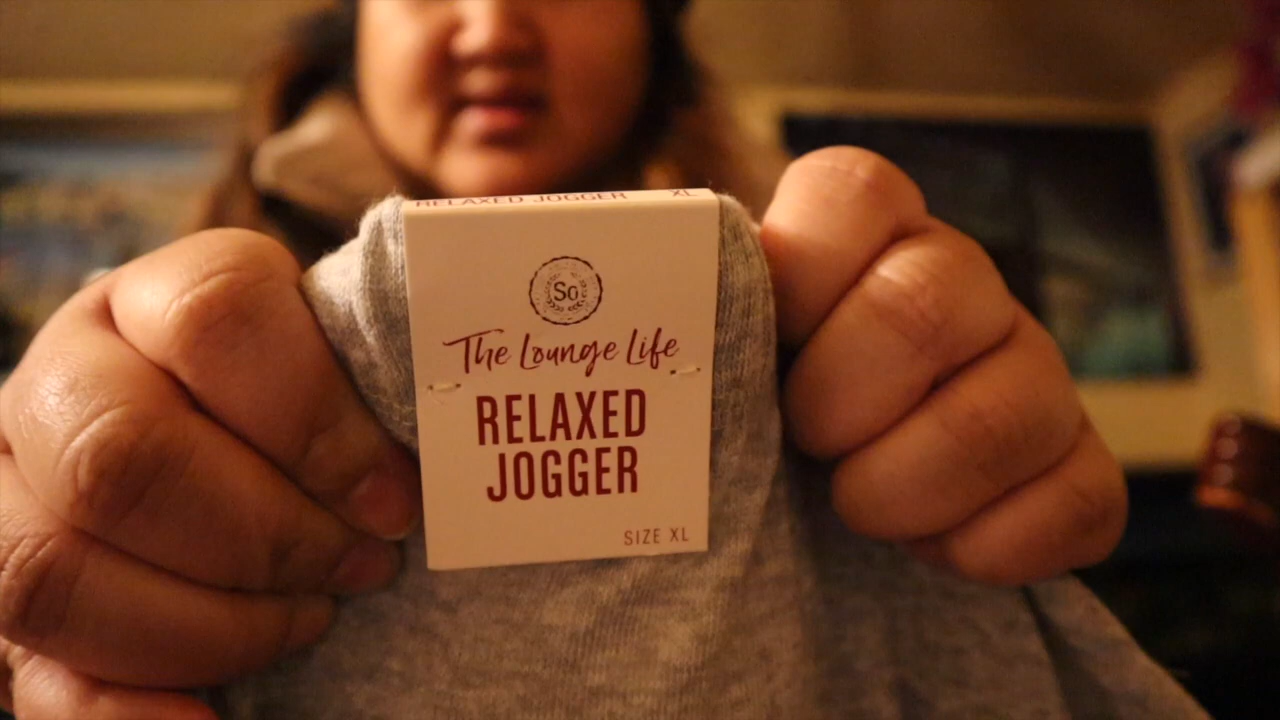 RELAXED JOGGER XL
So
The Lounge Life
RELAXED
JOGGER
SIZE XL